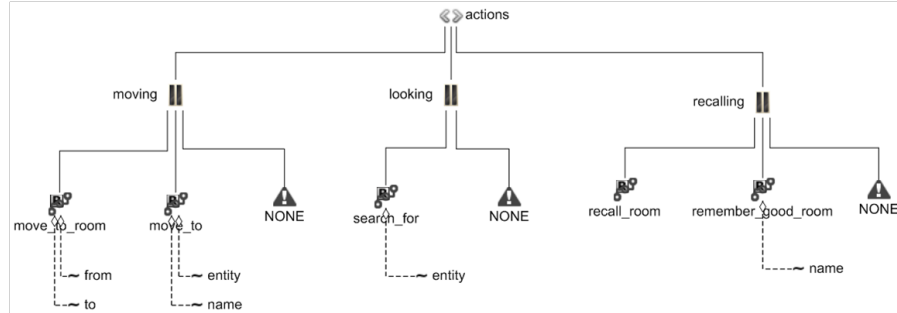 actions
moving
looking
recalling
move_to_room
move_to
NONE
search_for
NONE
recall_room
remember_good_room
NONE
from
to
entity
name
entity
name